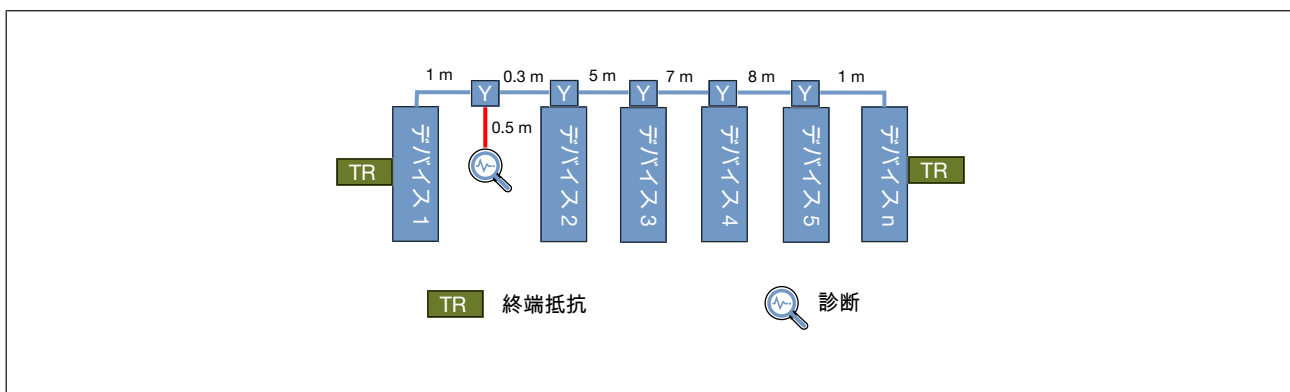 1 m 0.3 m 5 m 7 m 8 m 1 m
Y Y Y Y Y
0.5 m
TR デバイス 1 デバイス 2 デバイス 3 デバイス 4 デバイス 5 デバイス n TR
TR 終端抵抗 診断